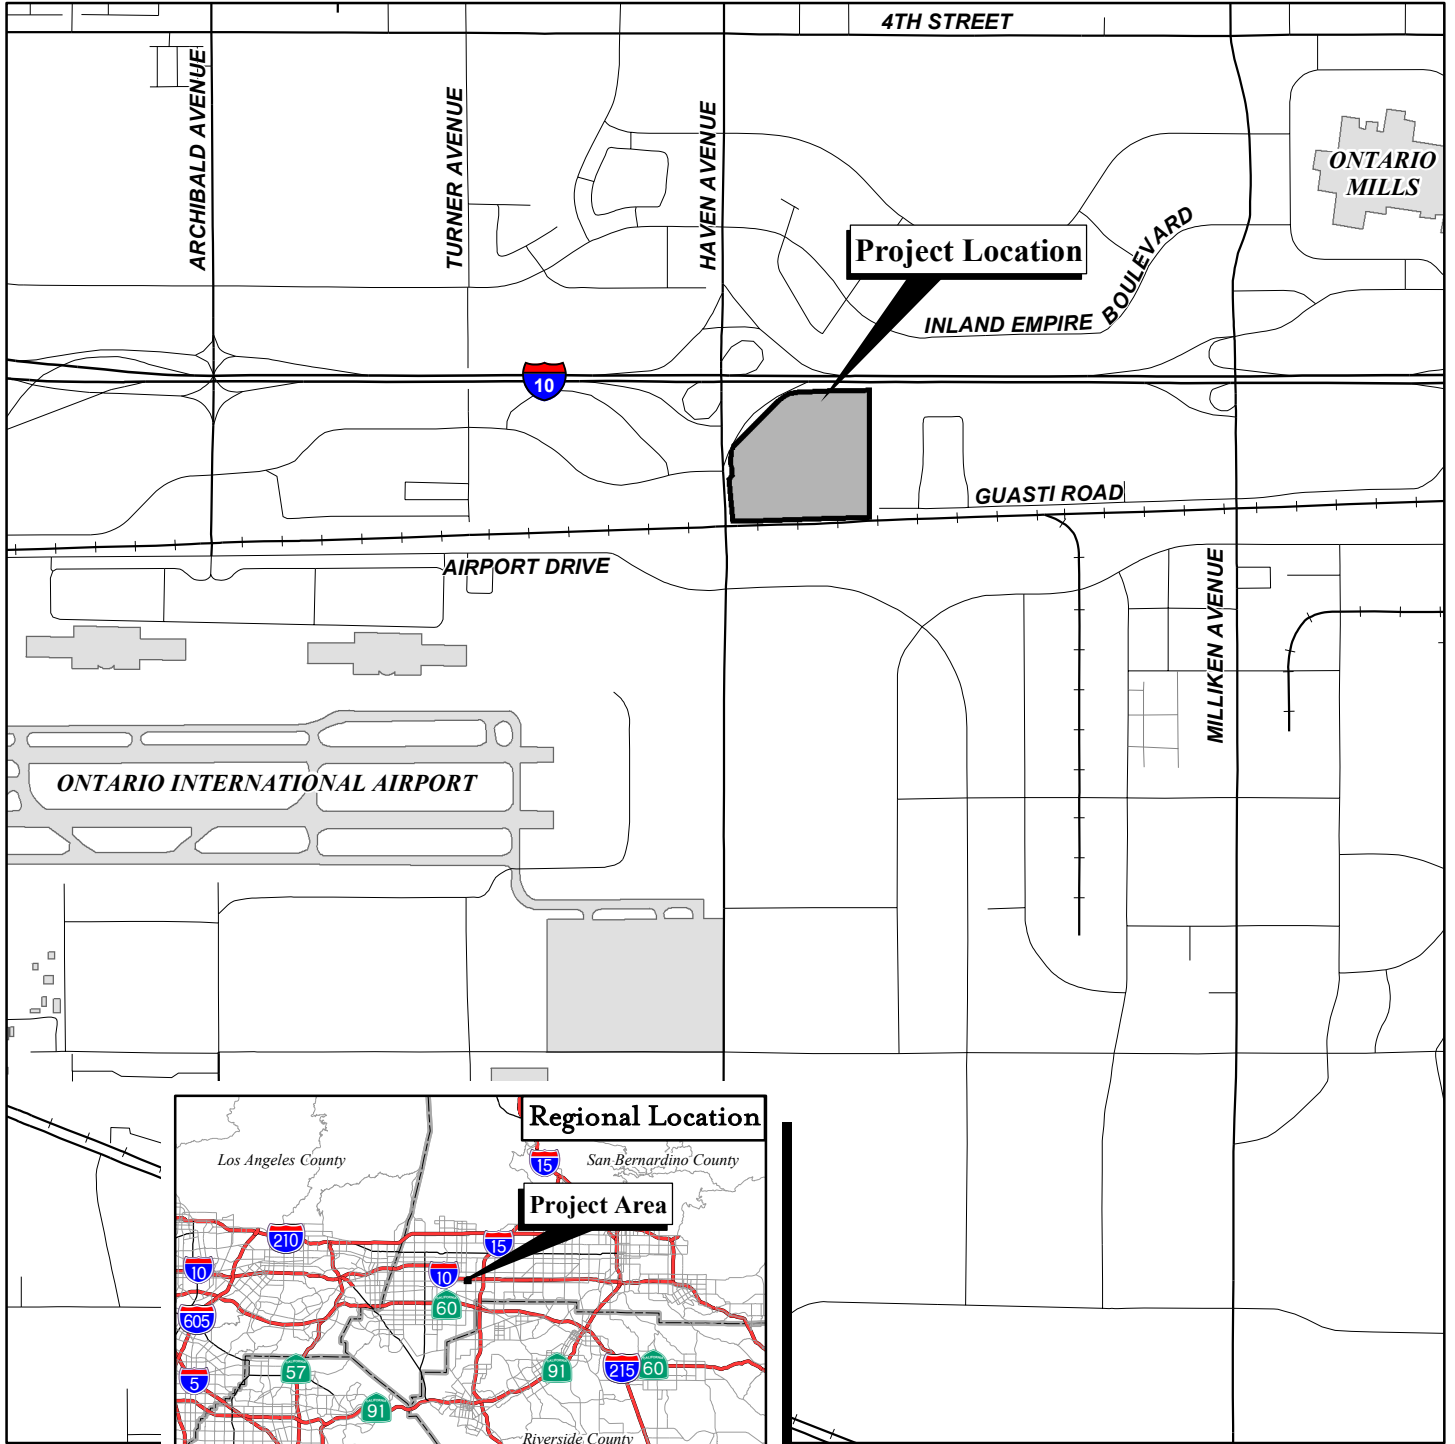 4TH STREET
ARCHIBALD AVENUE
TURNER AVENUE
HAVEN AVENUE
ONTARIO
MILLS
Project Location
INLAND EMPIRE BOULEVARD
10
GUASTI ROAD
AIRPORT DRIVE
MILLIKEN AVENUE
ONTARIO INTERNATIONAL AIRPORT
Regional Location
Los Angeles County
15
San Bernardino County
Project Area
210
15
10
10
60
605
57
91
215
60
5
91
Riverside County